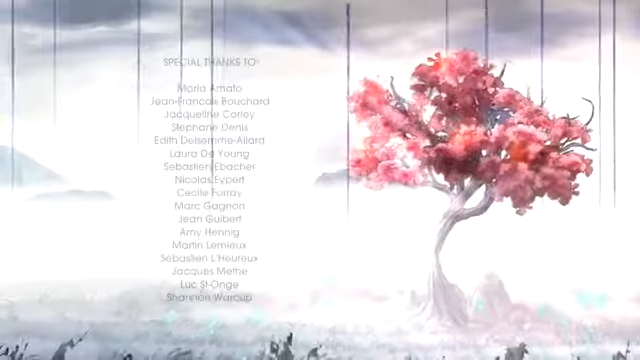 SPECIAL THANKS TO:
Maria Amato
Jean-Francois Bouchard
Jacqueline Corley
Stephane Denis
Edith Delsemme-Allard
Laura De Young
Sebastien Ebacher
Nicolas Eypert
Cecile Forray
Marc Gagnon
Jean Guibert
Amy Hennig
Martin Lemieux
Sebastien L'Heureux
Jacques Methe
Luc St-Onge
Shannon Warcup